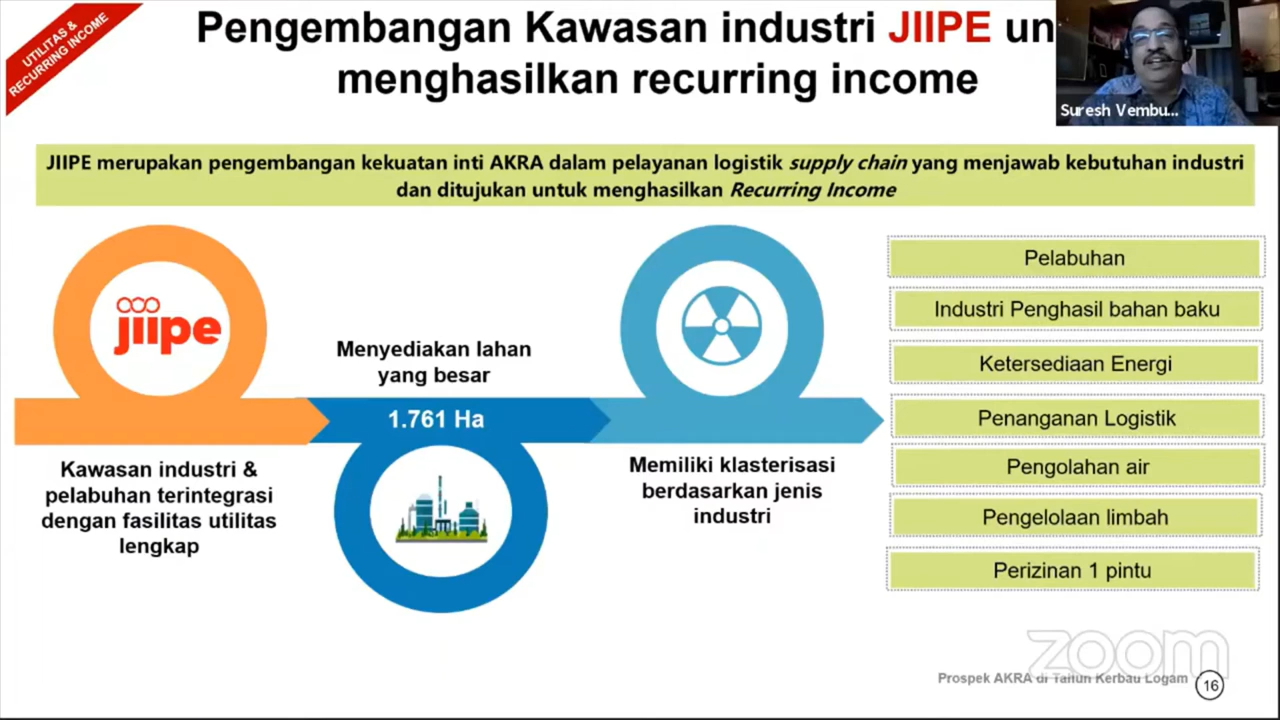 UTILITAS &
RECURRING INCOME
Pengembangan Kawasan industri JIIPE un
menghasilkan recurring income
Suresh Vembu...
JIIPE merupakan pengembangan kekuatan inti AKRA dalam pelayanan logistik supply chain yang menjawab kebutuhan industri
dan ditujukan untuk menghasilkan Recurring Income
jiipe
Kawasan industri &
pelabuhan terintegrasi
dengan fasilitas utilitas
lengkap
Menyediakan lahan
yang besar
1.761 Ha
Memiliki klasterisasi
berdasarkan jenis
industri
Pelabuhan
Industri Penghasil bahan baku
Ketersediaan Energi
Penanganan Logistik
Pengolahan air
Pengelolaan limbah
Perizinan 1 pintu
zoom
Prospek AKRA di Tahun Kerbau Logam
16